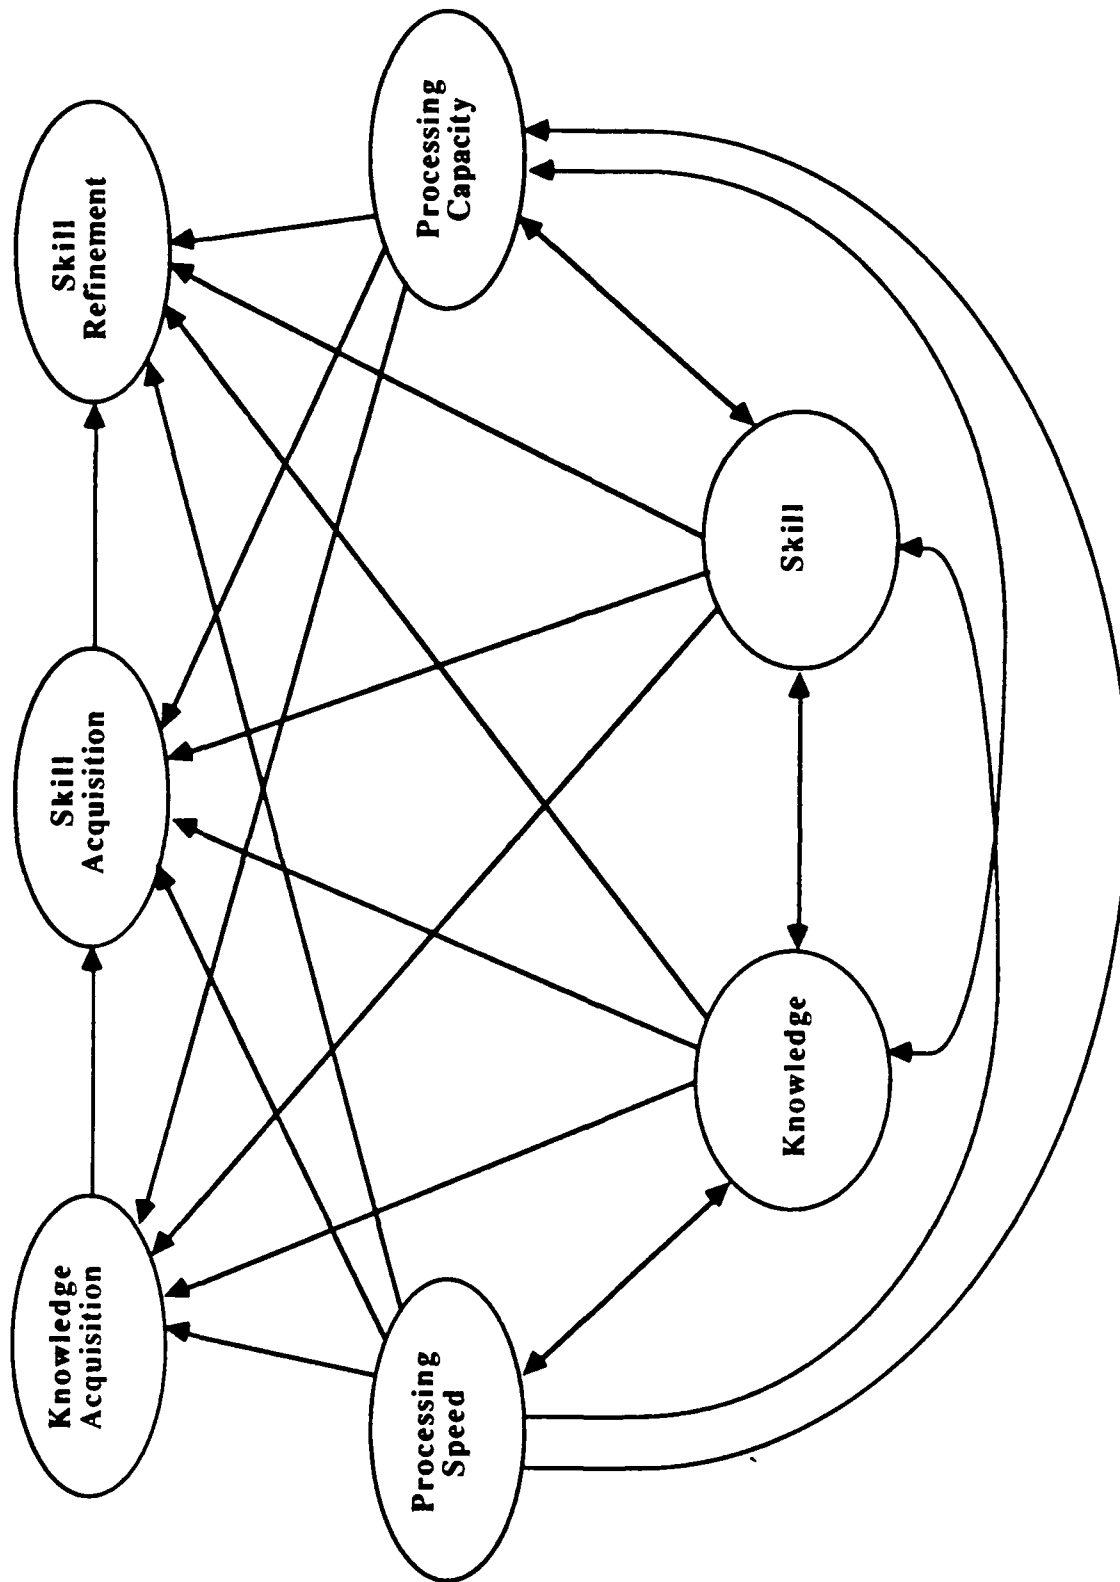 Knowledge
Acquisition
Skill
Acquisition
Skill
Refinement
Processing
Speed
Knowledge
Skill
Processing
Capacity